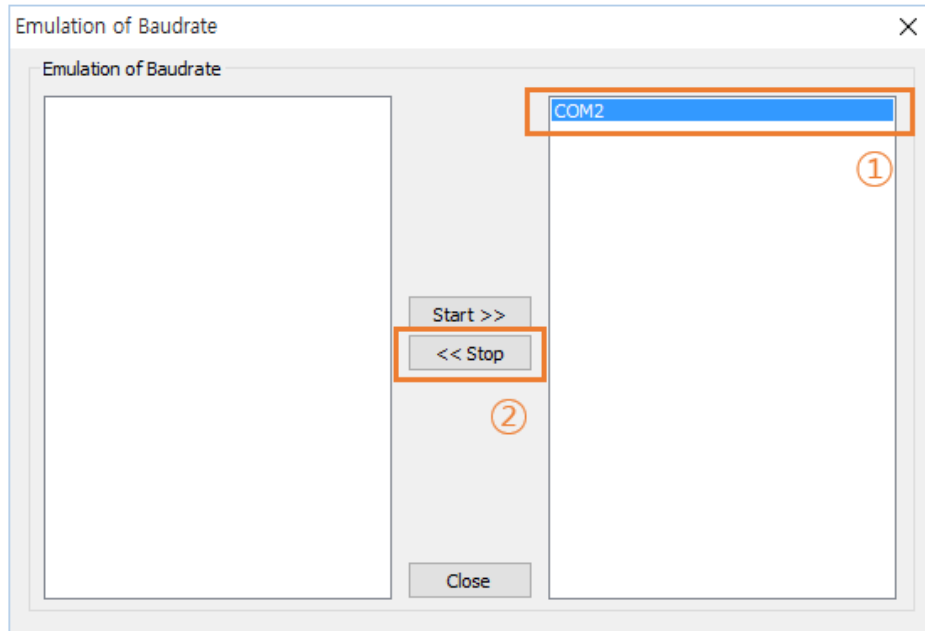 Emulation of Baudrate
Emulation of Baudrate
COM2
①
Start >>
<< Stop
②
Close